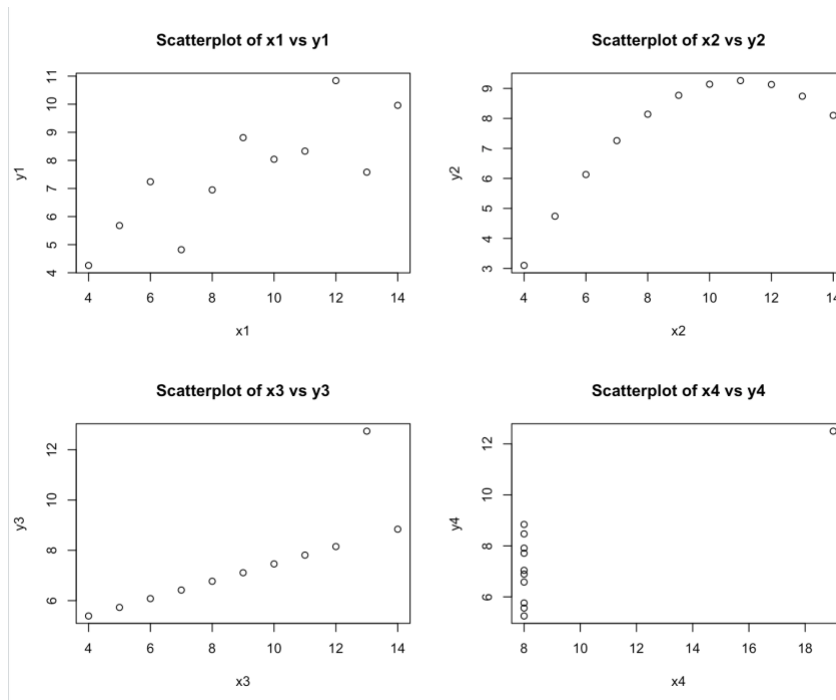 Scatterplot of x1 vs y1
y1
11
10
9
8
7
6
5
4
4 6 8 10 12 14
x1
Scatterplot of x2 vs y2
y2
9
8
7
6
5
4
3
4 6 8 10 12 14
x2
Scatterplot of x3 vs y3
y3
12
10
8
6
4 6 8 10 12 14
x3
Scatterplot of x4 vs y4
y4
12
10
8
6
8 10 12 14 16 18
x4